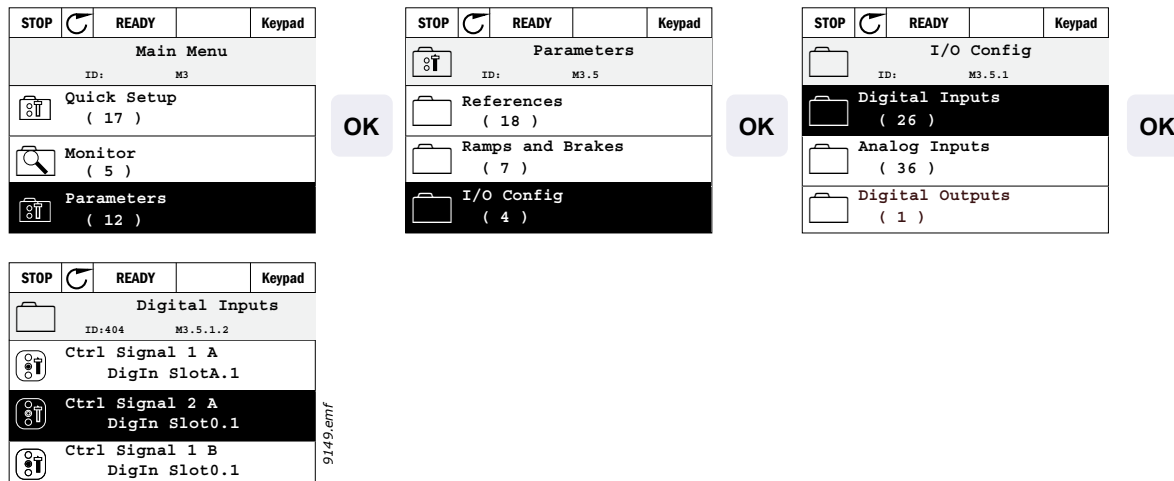 STOP READY Keypad
Main Menu
ID: M3
Quick Setup
( 17 )
Monitor
( 5 )
Parameters
( 12 )
OK
STOP READY Keypad
Parameters
ID: M3.5
References
( 18 )
Ramps and Brakes
( 7 )
I/O Config
( 4 )
OK
STOP READY Keypad
I/O Config
ID: M3.5.1
Digital Inputs
( 26 )
Analog Inputs
( 36 )
Digital Outputs
( 1 )
OK
STOP READY Keypad
Digital Inputs
ID:404 M3.5.1.2
Ctrl Signal 1 A
DigIn SlotA.1
Ctrl Signal 2 A
DigIn Slot0.1
Ctrl Signal 1 B
DigIn Slot0.1
9149.emf